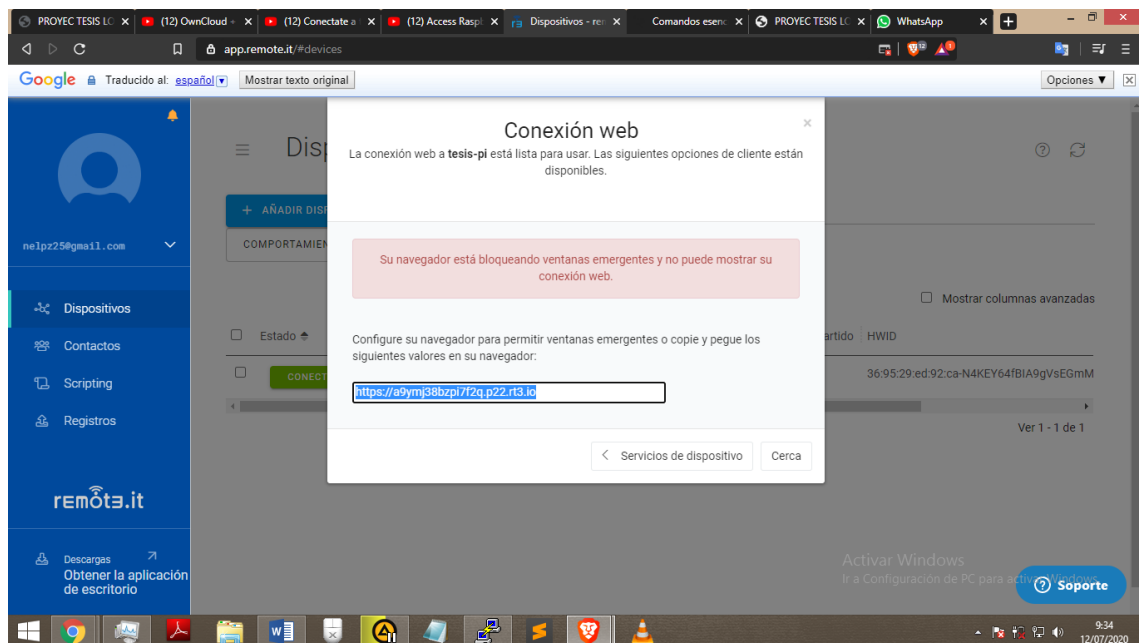 PROYEC TESIS LO
(12) OwnCloud +
(12) Conectate a
(12) Access Raspl
Dispositivos - rem
Comandos esenc
PROYEC TESIS LO
WhatsApp
app.remote.it/#devices
Google Traducido al: español Mostrar texto original Opciones ▼
nelpz25@gmail.com
Dispositivos
Contactos
Scripting
Registros
remot3.it
Descargas
Obtener la aplicación
de escritorio
Disp
+ AÑADIR DISP
COMPORTAMIEN
Mostrar columnas avanzadas
Estado
artido HWID
CONECT
36:95:29:ed:92:ca-N4KEY64fBIA9gVsEGmM
Ver 1 - 1 de 1
Conexión web
La conexión web a tesis-pi está lista para usar. Las siguientes opciones de cliente están
disponibles.
Su navegador está bloqueando ventanas emergentes y no puede mostrar su
conexión web.
Configure su navegador para permitir ventanas emergentes o copie y pegue los
siguientes valores en su navegador:
https://a9ymj38bzpi7f2q.p22.rt3.io
< Servicios de dispositivo
Cerca
Activar Windows
Ir a Configuración de PC para activar Windows.
Soporte
9:34
12/07/2020